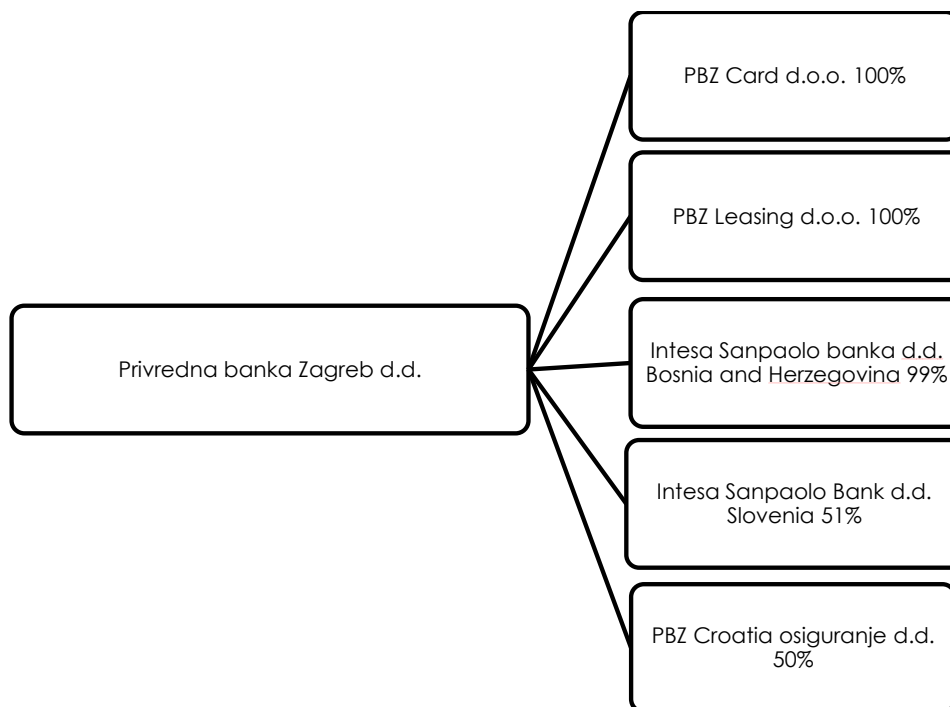 PBZ Card d.o.o. 100%
PBZ Leasing d.o.o. 100%
Privredna banka Zagreb d.d.
Intesa Sanpaolo banka d.d.
Bosnia and Herzegovina 99%
Intesa Sanpaolo Bank d.d.
Slovenia 51%
PBZ Croatia osiguranje d.d.
50%